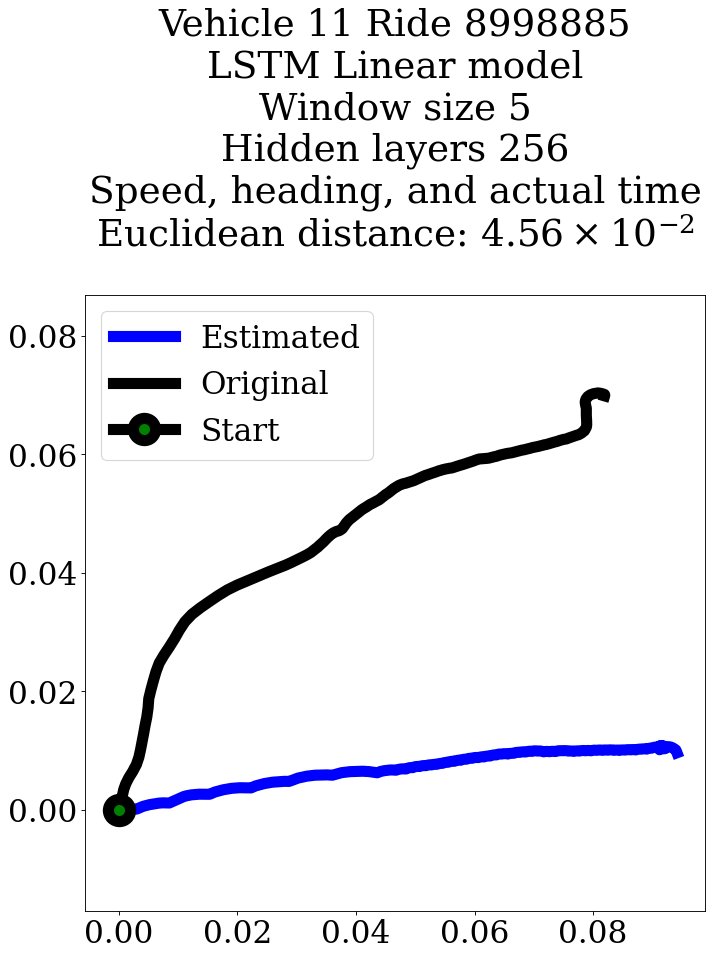 Vehicle 11 Ride 8998885
LSTM Linear model
Window size 5
Hidden layers 256
Speed, heading, and actual time
Euclidean distance: 4.56 × 10⁻²
Estimated
Original
Start
0.08
0.06
0.04
0.02
0.00
0.00 0.02 0.04 0.06 0.08